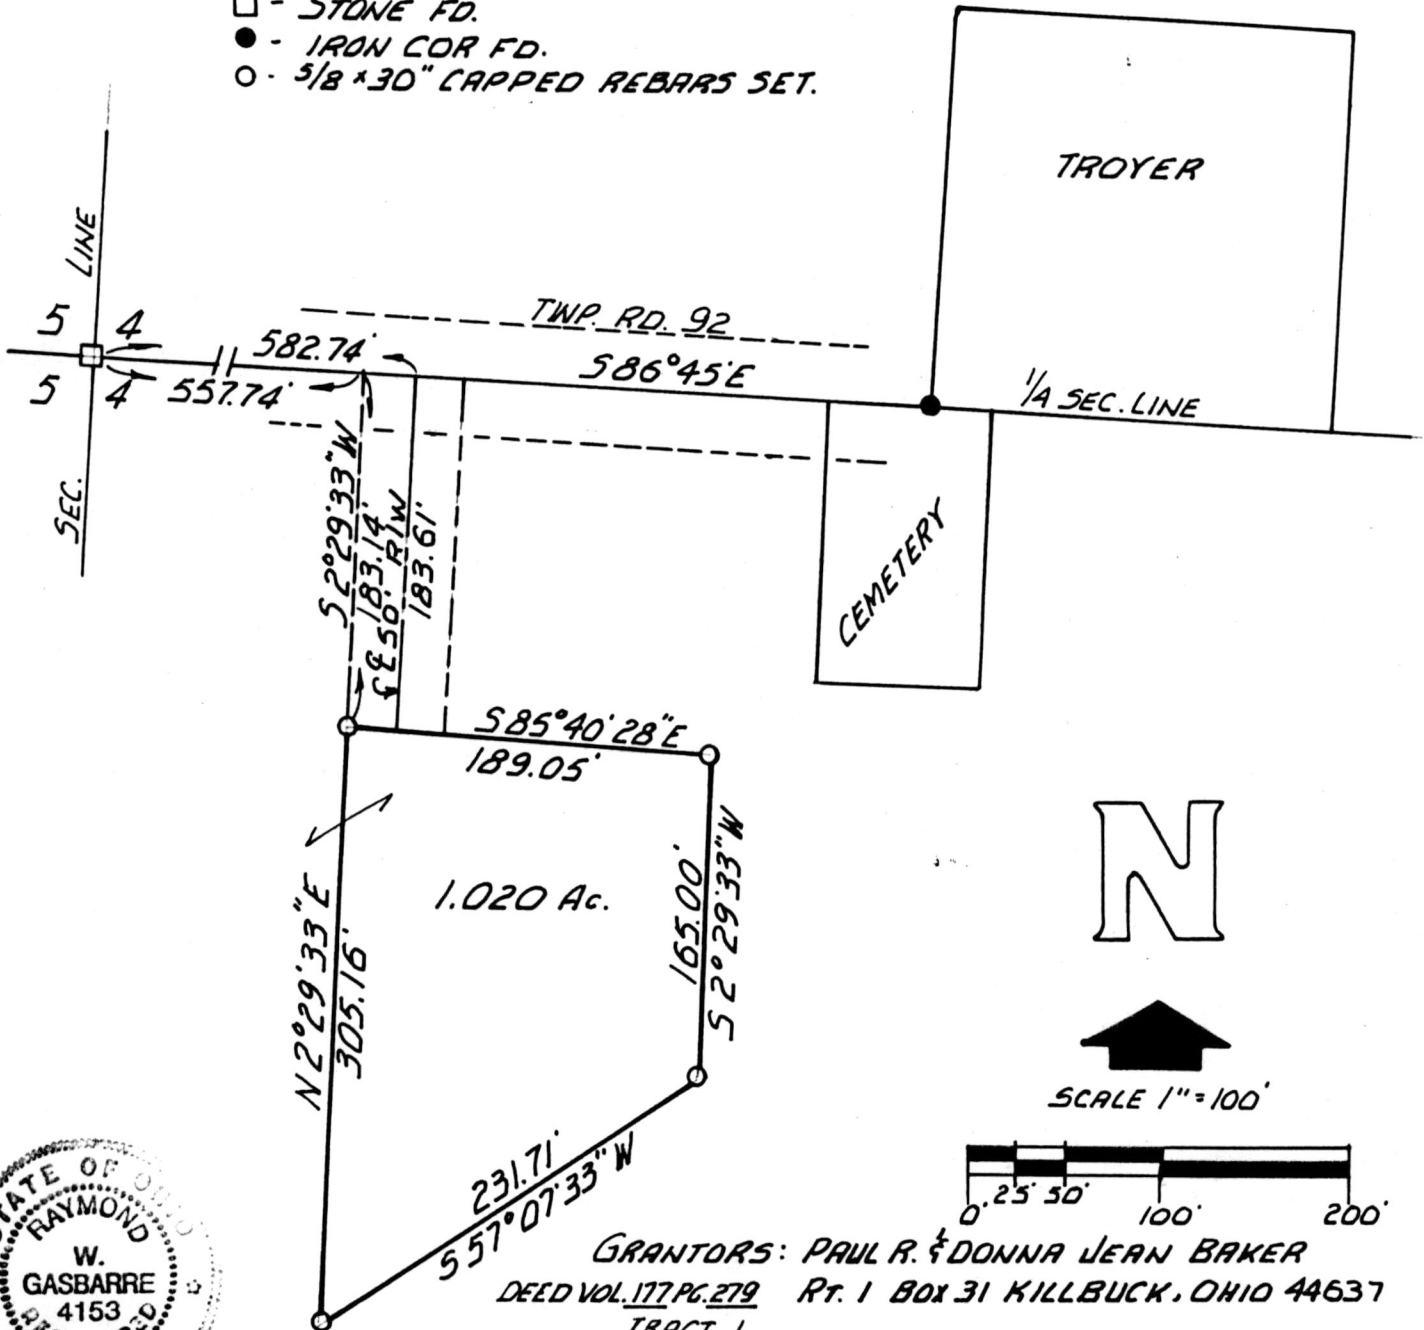 □ - STONE FD.
● - IRON COR FD.
○ - 5/8 x 30" CAPPED REBARS SET.
TROYER
LINE
5 4
5 4
SEC.
TWP. RD. 92
582.74'
557.74'
S 86° 45' E
1/4 SEC. LINE
CEMETERY
S 2° 29' 33" W
183.14'
℄ 50' R/W
183.61'
S 85° 40' 28" E
189.05'
1.020 Ac.
165.00'
S 2° 29' 33" W
N 2° 29' 33" E
305.16'
231.71'
S 57° 07' 33" W
N
SCALE 1" = 100'
0' 25' 50' 100' 200'
STATE OF OHIO
RAYMOND
W.
GASBARRE
4153
GRANTORS: PAUL R. & DONNA JEAN BAKER
DEED VOL. 177 PG. 279 RT. 1 BOX 31 KILLBUCK, OHIO 44637
TRACT 1